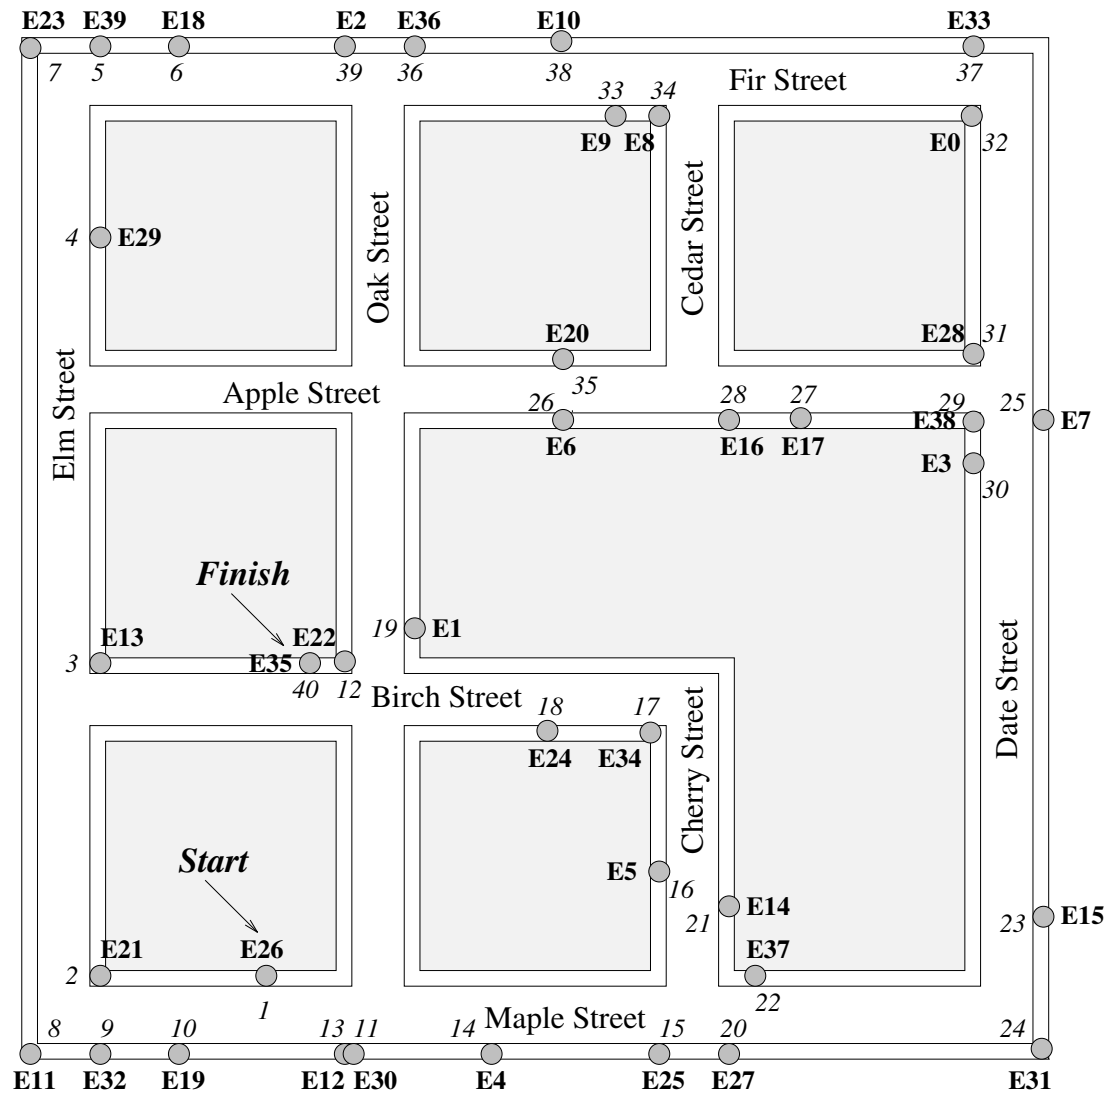 E23 E39 E18 E2 E36 E10 E33
7 5 6 39 36 38 37
Fir Street
33 34
E9 E8 E0 32
Oak Street
Cedar Street
4 E29
E20 E28 31
35
Elm Street
Apple Street
26 28 27 29 25
E6 E16 E17 E38 E7
E3
30
Finish
E13 E22 19 E1
3 E35
40 12
Birch Street
Date Street
18 17
E24 E34
Cherry Street
Start
E5
16
E14
21
23 E15
E21 E26 E37
2
1 22
Maple Street
8 9 10 13 11 14 15 20 24
E11 E32 E19 E12 E30 E4 E25 E27 E31